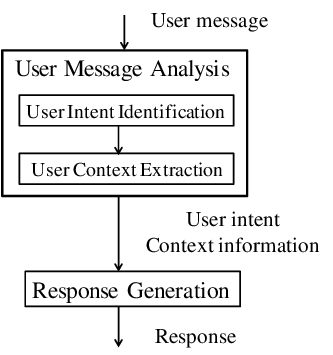 User message
User Message Analysis
User Intent Identification
User Context Extraction
User intent
Context information
Response Generation
Response